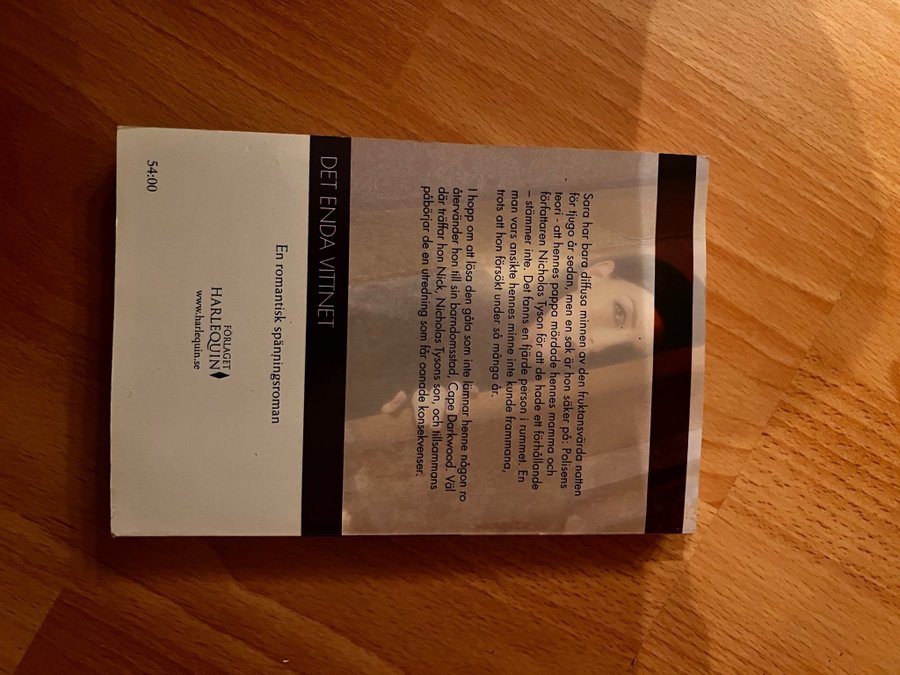 Sara har bara diffusa minnen av den fruktansvärda natten
för tjugo år sedan, men en sak är hon säker på: Polisens
teori - att hennes pappa mördade hennes mamma och
författaren Nicholas Tyson för att de hade ett förhållande
– stämmer inte. Det fanns en fjärde person i rummet. En
man vars ansikte hennes minne inte kunde frammana,
trots att hon försökt under så många år.
I hopp om att lösa den gåta som inte lämnar henne någon ro
återvänder hon till sin barndomsstad, Cape Darkwood. Väl
där träffar hon Nick, Nicholas Tysons son, och tillsammans
påbörjar de en utredning som får oanade konsekvenser.
DET ENDA VITTNET
En romantisk spänningsroman
FÖRLAGET
HARLEQUIN
www.harlequin.se
54:00